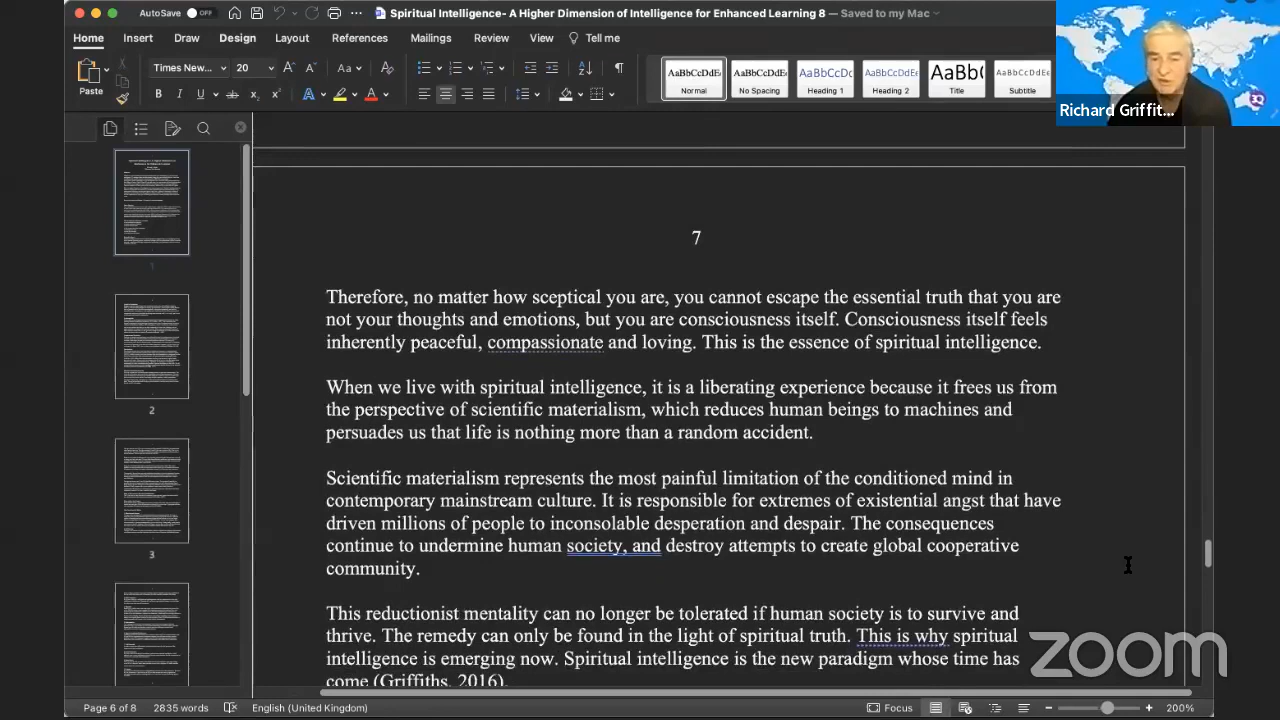 AutoSave OFF Spiritual Intelligence- A Higher Dimension of Intelligence for Enhanced Learning 8 — Saved to my Mac
Home Insert Draw Design Layout References Mailings Review View Tell me
Paste
Times New... 20
B I U ab x₂ x²
AaBbCcDdEe AaBbCcDdEe AaBbCcDc AaBbCcDdEe AaBb( AaBbCcDdEe
Normal No Spacing Heading 1 Heading 2 Title Subtitle
Richard Griffit...
7
Therefore, no matter how sceptical you are, you cannot escape the essential truth that you are
not your thoughts and emotions, but you are consciousness itself. Consciousness itself feels
inherently peaceful, compassionate and loving. This is the essence of spiritual intelligence.
When we live with spiritual intelligence, it is a liberating experience because it frees us from
the perspective of scientific materialism, which reduces human beings to machines and
persuades us that life is nothing more than a random accident.
Scientific materialism represents the most painful limitation of the conditioned mind in
contemporary mainstream culture. It is responsible for extremes of existential angst that have
driven millions of people to inconsolable desperation and despair. The consequences
continue to undermine human society, and destroy attempts to create global cooperative
community.
This reductionist mentality can no longer be tolerated if human society is to survive and
thrive. The remedy can only be found in the light of spiritual truth. This is why spiritual
intelligence is emerging now. Spiritual intelligence is the new paradigm whose time has
come (Griffiths, 2016).
1
2
3
zoom
Page 6 of 8 2835 words English (United Kingdom) Focus 200%